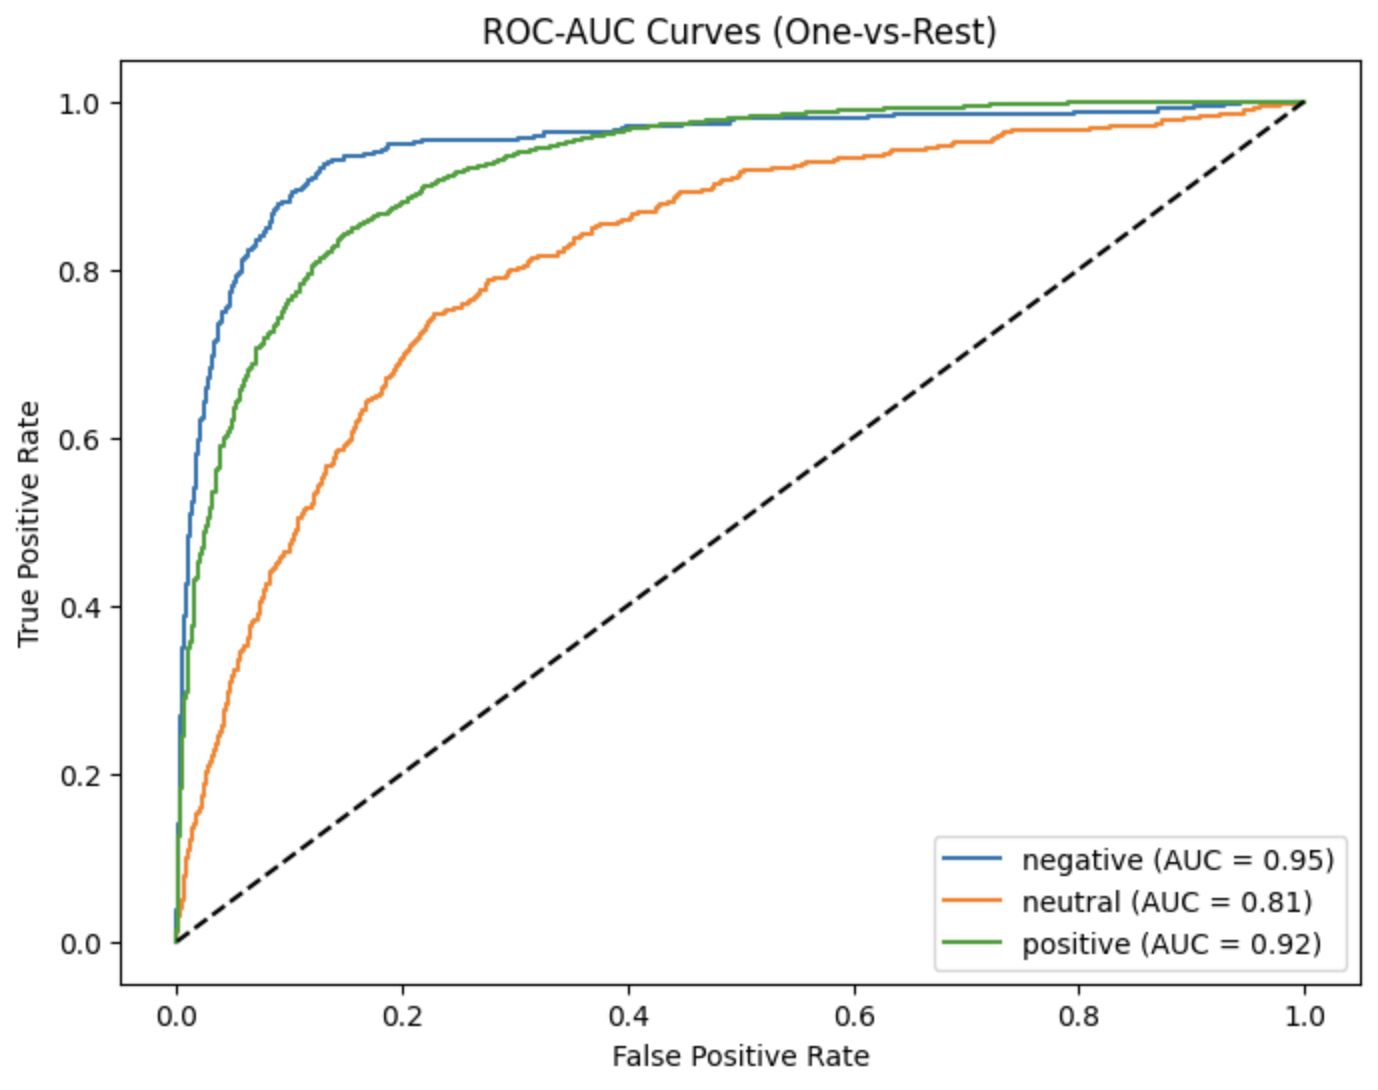 ROC-AUC Curves (One-vs-Rest)
True Positive Rate
1.0
0.8
0.6
0.4
0.2
0.0
negative (AUC = 0.95)
neutral (AUC = 0.81)
positive (AUC = 0.92)
0.0 0.2 0.4 0.6 0.8 1.0
False Positive Rate